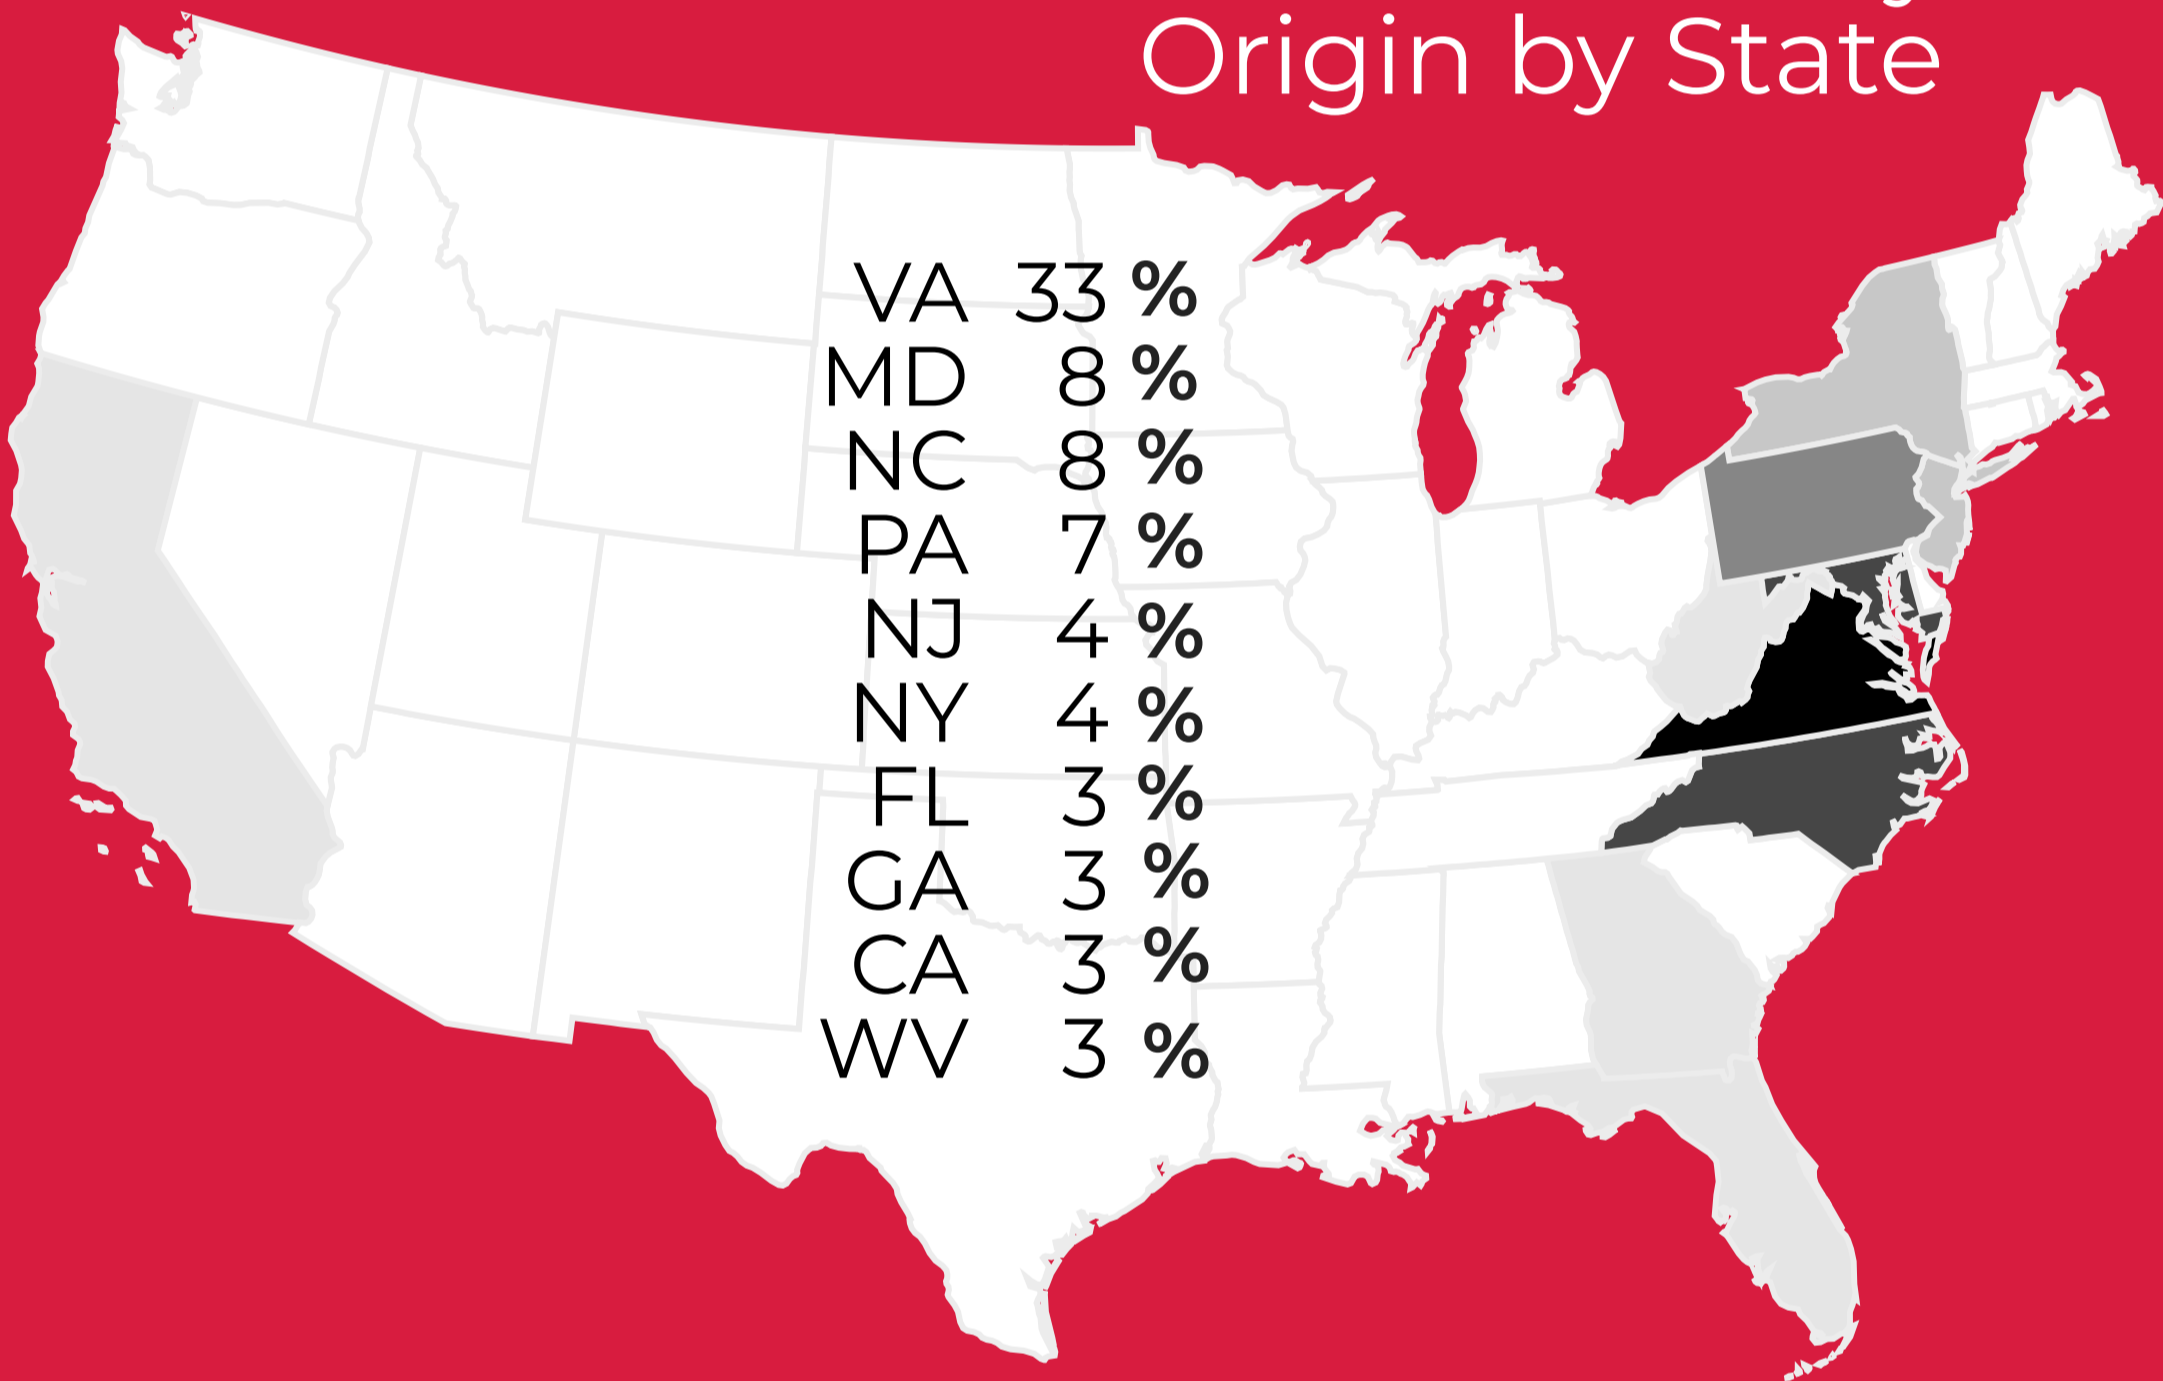 Origin by State
VA 33 %
MD 8 %
NC 8 %
PA 7 %
NJ 4 %
NY 4 %
FL 3 %
GA 3 %
CA 3 %
WV 3 %